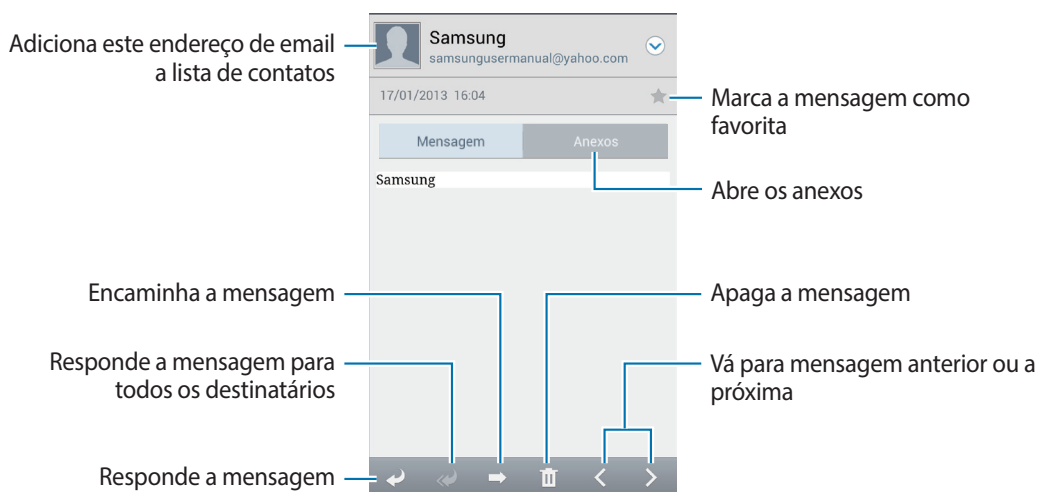 Adiciona este endereço de email
a lista de contatos
Samsung
samsungusermanual@yahoo.com
17/01/2013 16:04
Marca a mensagem como
favorita
Mensagem
Anexos
Samsung
Abre os anexos
Encaminha a mensagem
Apaga a mensagem
Responde a mensagem para
todos os destinatários
Vá para mensagem anterior ou a
próxima
Responde a mensagem